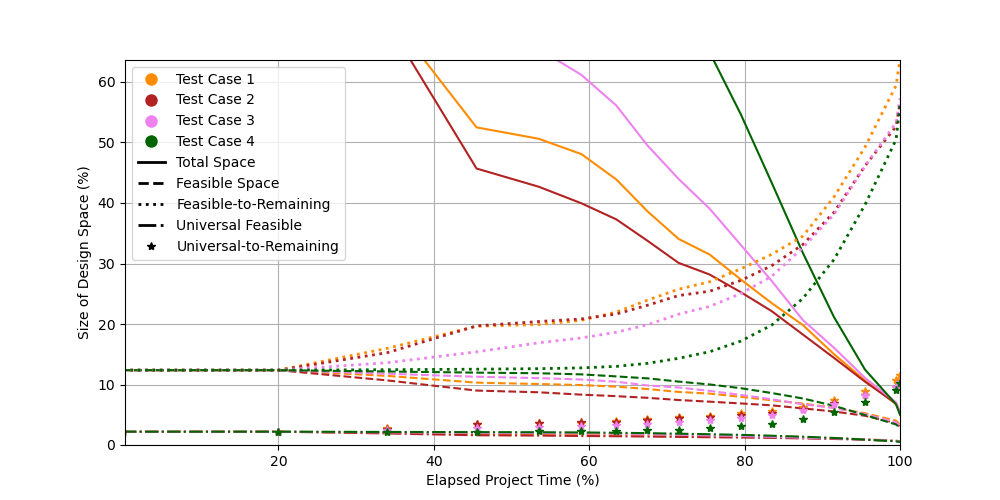 60
50
40
30
20
10
0
Size of Design Space (%)
Test Case 1
Test Case 2
Test Case 3
Test Case 4
Total Space
Feasible Space
Feasible-to-Remaining
Universal Feasible
Universal-to-Remaining
20 40 60 80 100
Elapsed Project Time (%)